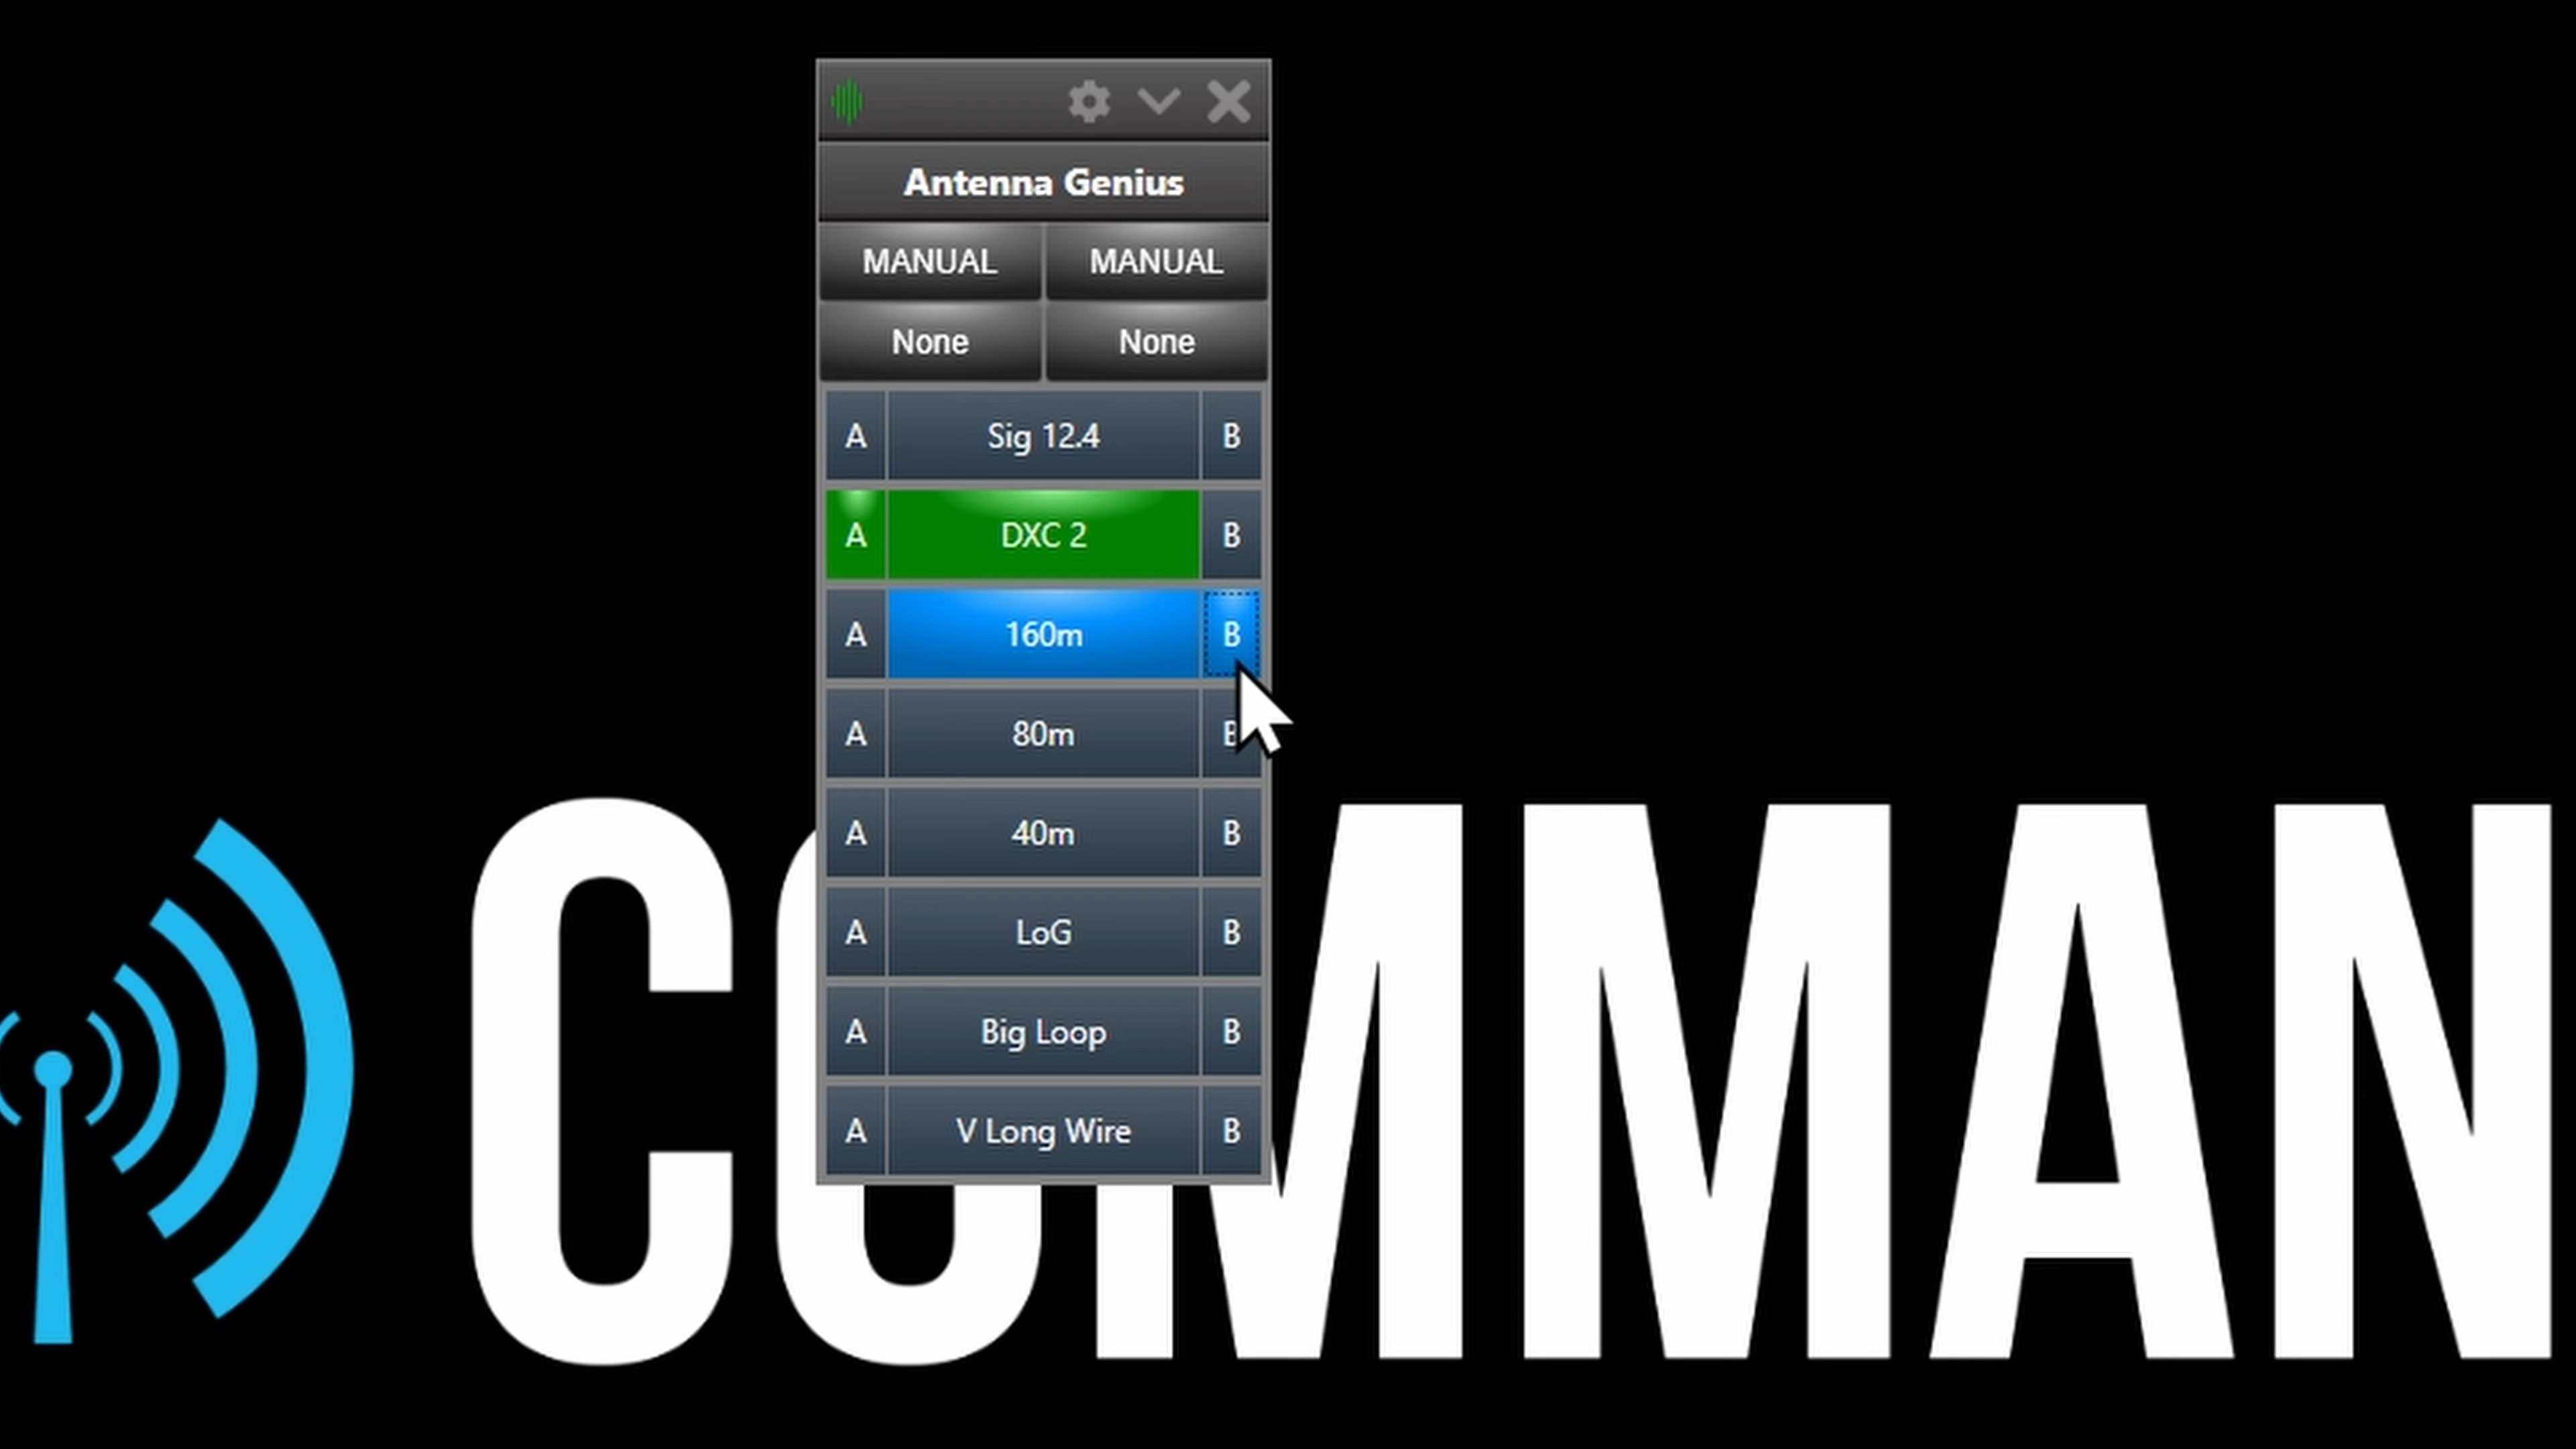 Antenna Genius
MANUAL MANUAL
None None
A Sig 12.4 B
A DXC 2 B
A 160m B
A 80m B
A 40m B
A LoG B
A Big Loop B
A V Long Wire B
COMMAN